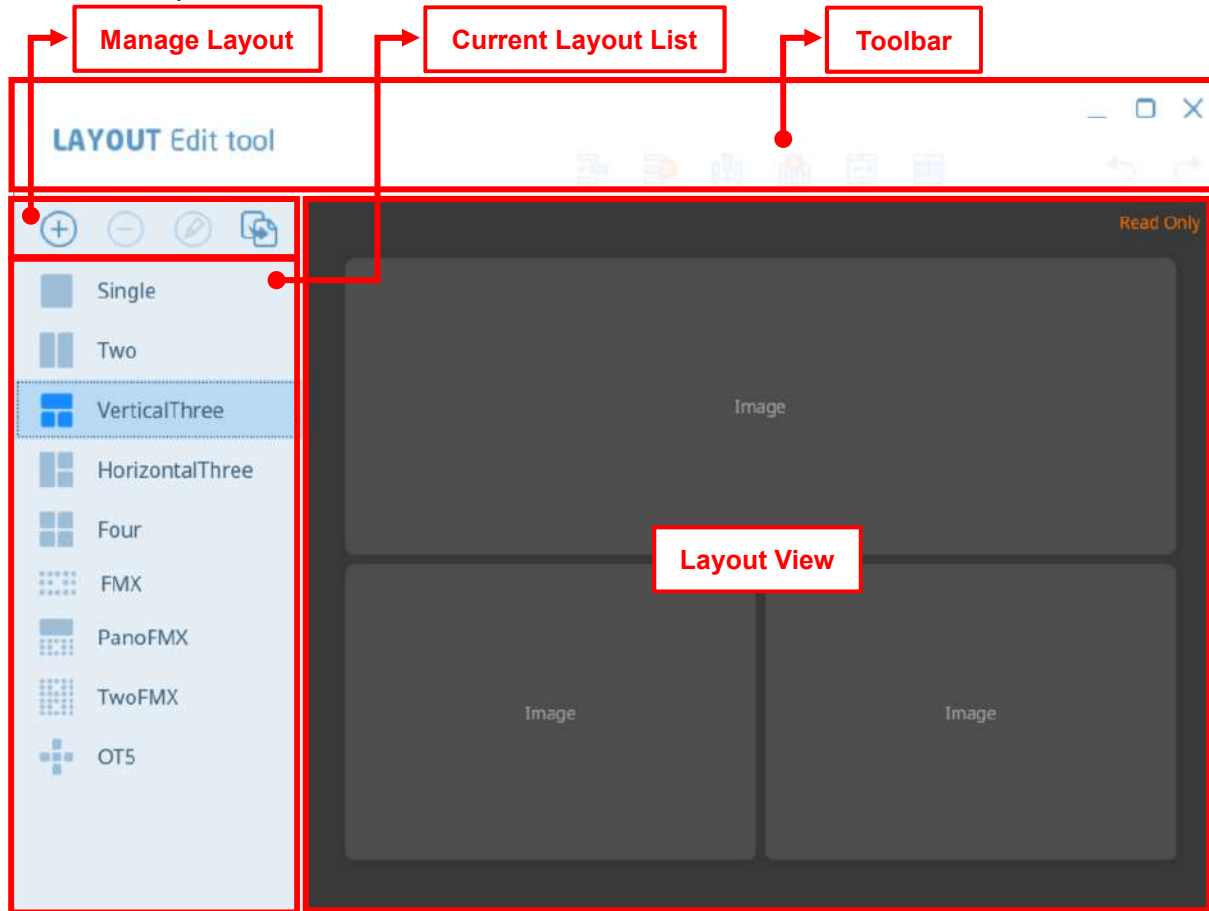 Manage Layout
Current Layout List
Toolbar
LAYOUT Edit tool
Read Only
Single
Two
VerticalThree
HorizontalThree
Four
FMX
PanoFMX
TwoFMX
OT5
Image
Layout View
Image
Image